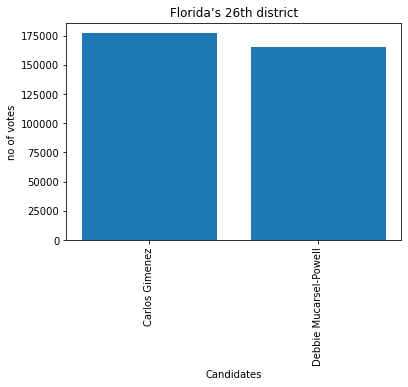 Florida’s 26th district
175000
150000
125000
100000
75000
50000
25000
0
no of votes
Carlos Gimenez
Debbie Mucarsel-Powell
Candidates